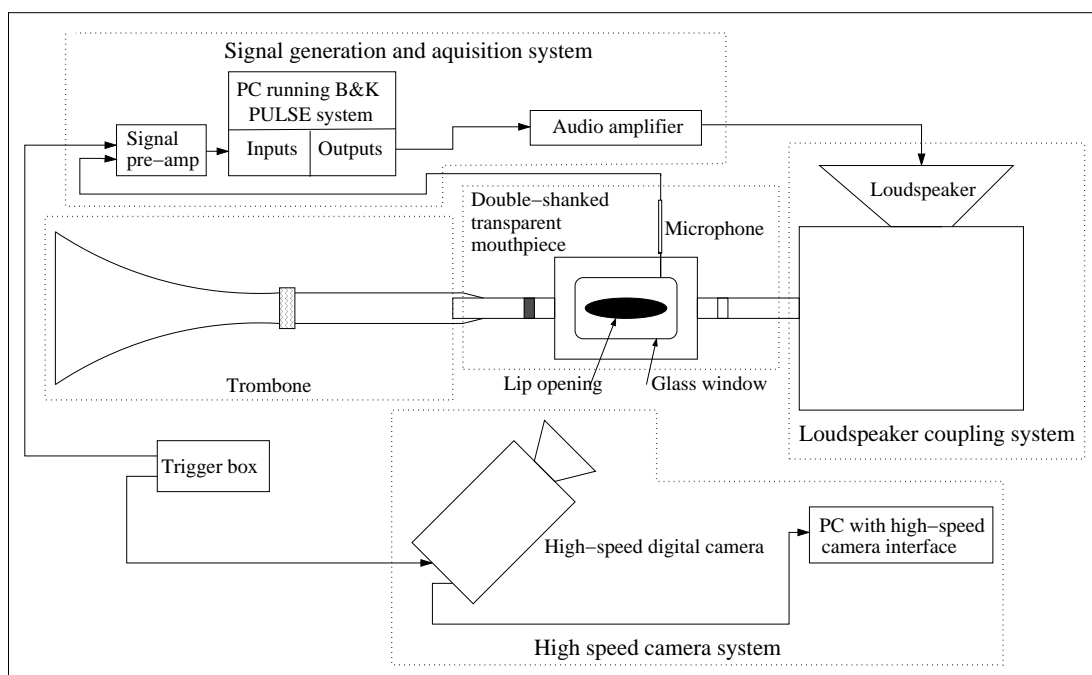 Signal generation and aquisition system
PC running B&K
PULSE system
Inputs
Outputs
Signal
pre−amp
Audio amplifier
Loudspeaker
Double−shanked
transparent
mouthpiece
Microphone
Trombone
Lip opening
Glass window
Loudspeaker coupling system
Trigger box
High−speed digital camera
PC with high−speed
camera interface
High speed camera system